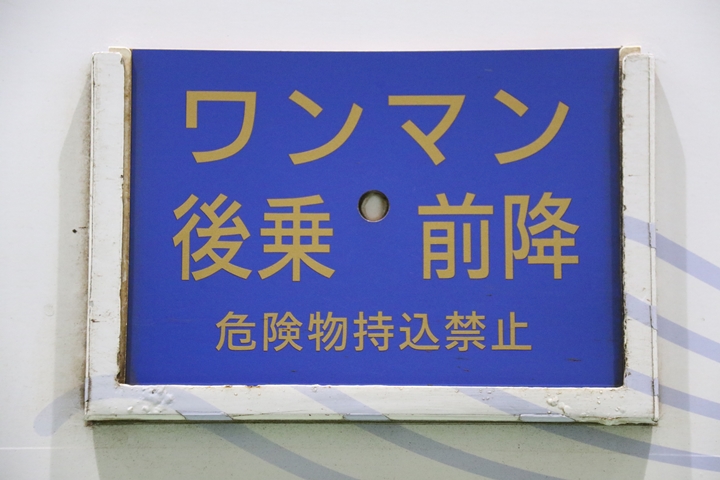 ワンマン
後乗 前降
危険物持込禁止